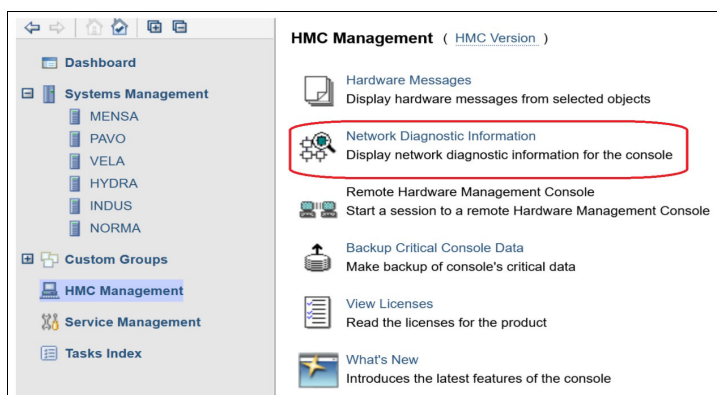 Dashboard
Systems Management
MENSA
PAVO
VELA
HYDRA
INDUS
NORMA
Custom Groups
HMC Management
Service Management
Tasks Index
HMC Management ( HMC Version )
Hardware Messages
Display hardware messages from selected objects
Network Diagnostic Information
Display network diagnostic information for the console
Remote Hardware Management Console
Start a session to a remote Hardware Management Console
Backup Critical Console Data
Make backup of console's critical data
View Licenses
Read the licenses for the product
What's New
Introduces the latest features of the console